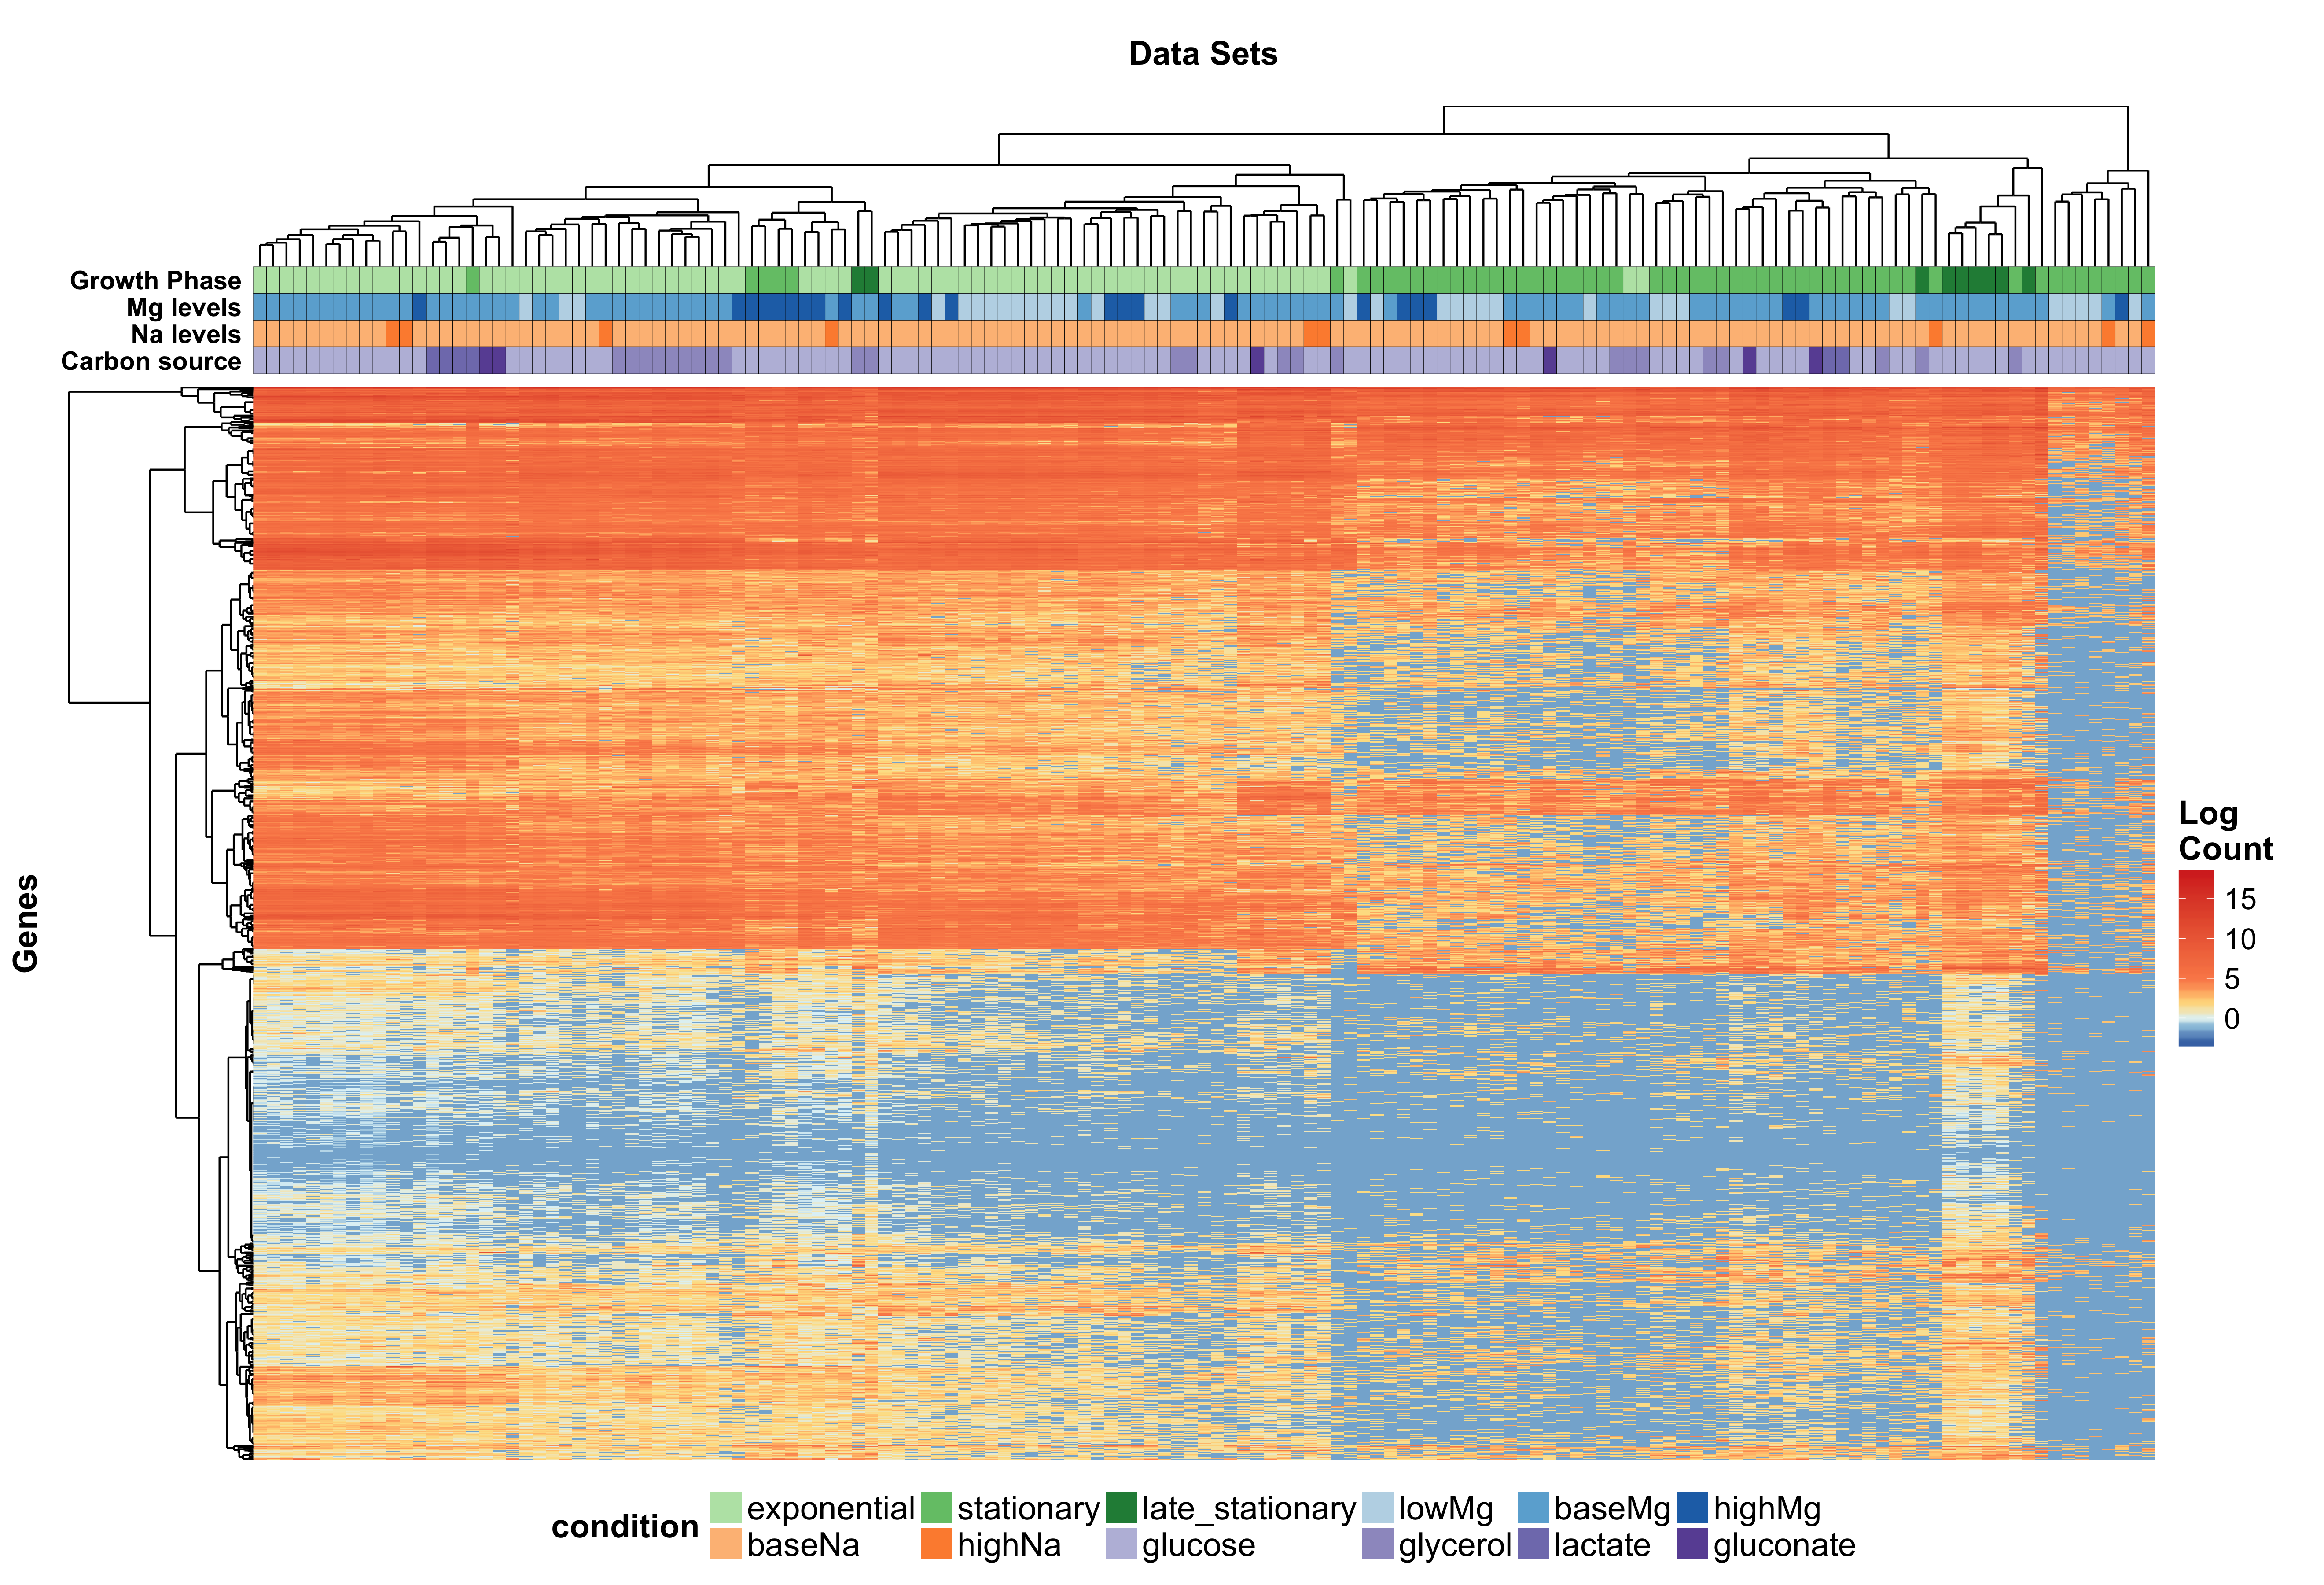 Data Sets
Growth Phase
Mg levels
Na levels
Carbon source
Genes
Log
Count
15
10
5
0
condition
exponential stationary late_stationary lowMg baseMg highMg
baseNa highNa glucose glycerol lactate gluconate